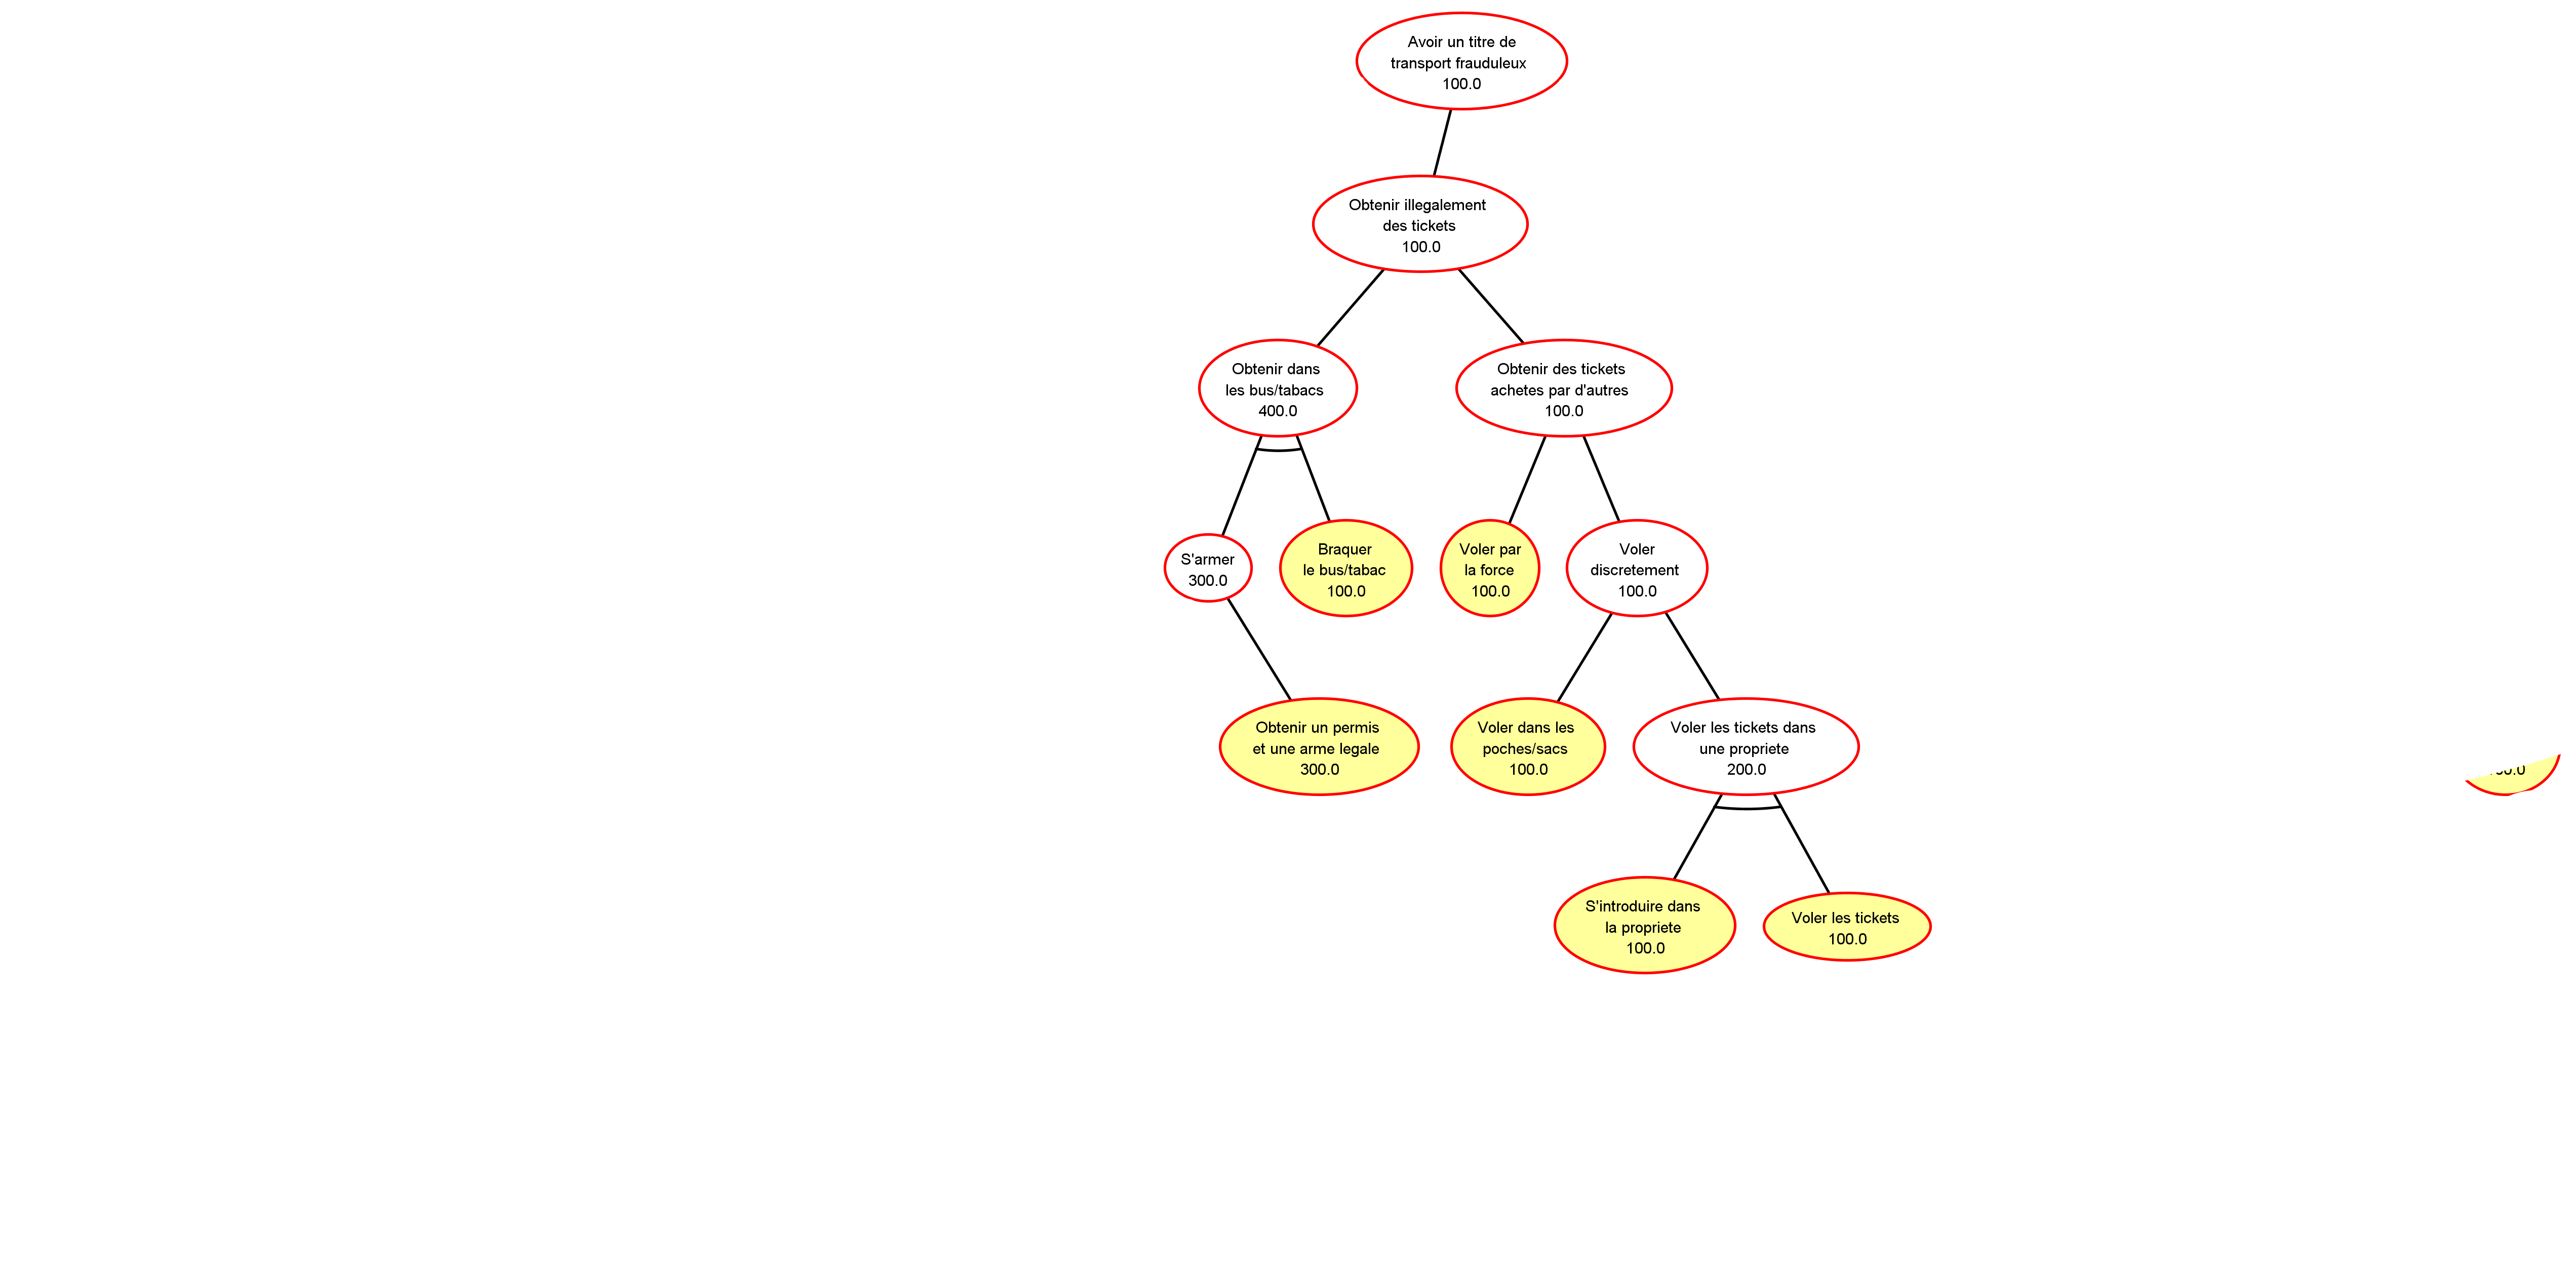 Avoir un titre de
transport frauduleux
100.0
Obtenir illegalement
des tickets
100.0
Obtenir dans
les bus/tabacs
400.0
Obtenir des tickets
achetes par d'autres
100.0
S'armer
300.0
Braquer
le bus/tabac
100.0
Voler par
la force
100.0
Voler
discretement
100.0
Obtenir un permis
et une arme legale
300.0
Voler dans les
poches/sacs
100.0
Voler les tickets dans
une propriete
200.0
S'introduire dans
la propriete
100.0
Voler les tickets
100.0